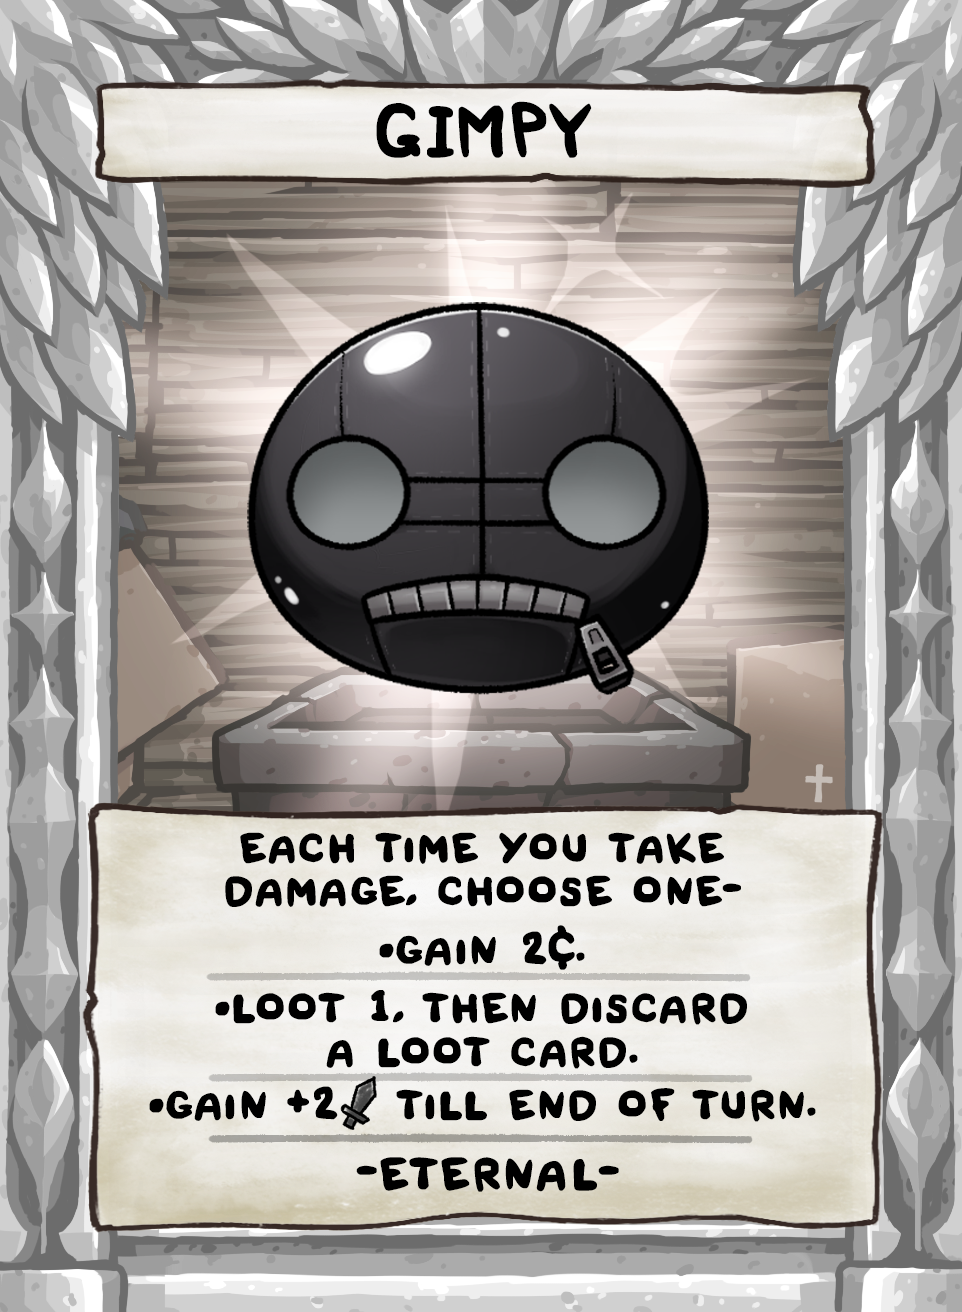 GIMPY
EACH TIME YOU TAKE
DAMAGE, CHOOSE ONE-
•GAIN 2¢.
•LOOT 1, THEN DISCARD
A LOOT CARD.
•GAIN +2 TILL END OF TURN.
-ETERNAL-